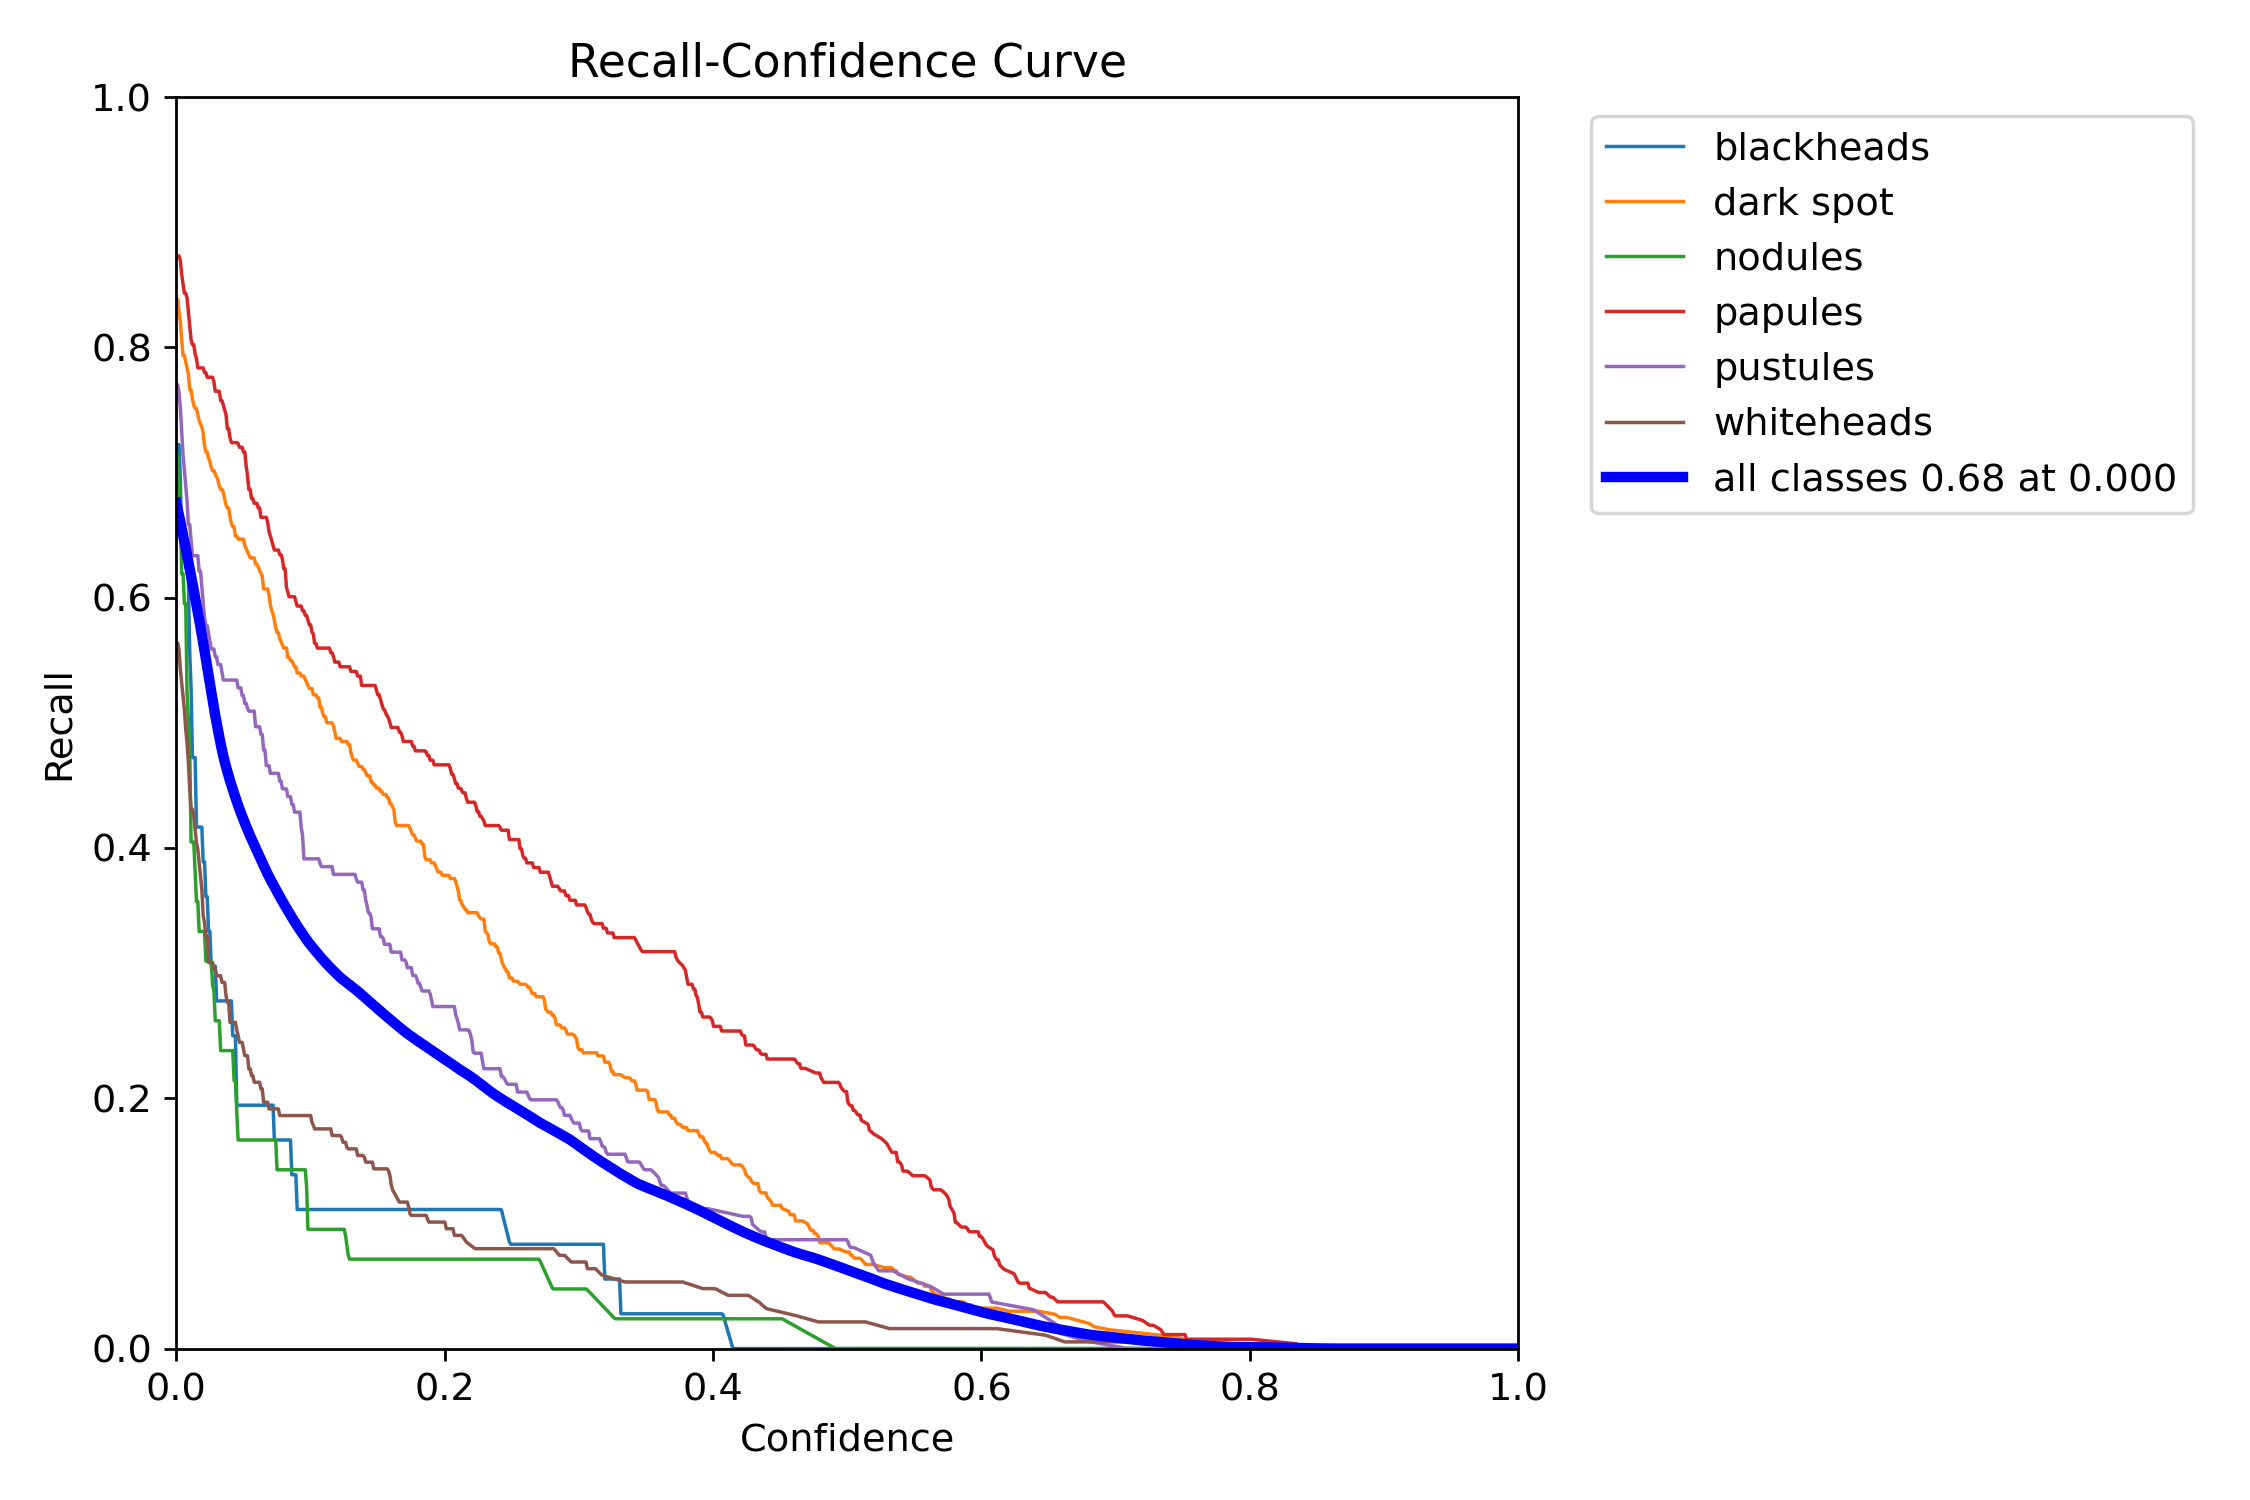 Recall-Confidence Curve
1.0
0.8
0.6
0.4
0.2
0.0
Recall
0.0 0.2 0.4 0.6 0.8 1.0
Confidence
blackheads
dark spot
nodules
papules
pustules
whiteheads
all classes 0.68 at 0.000